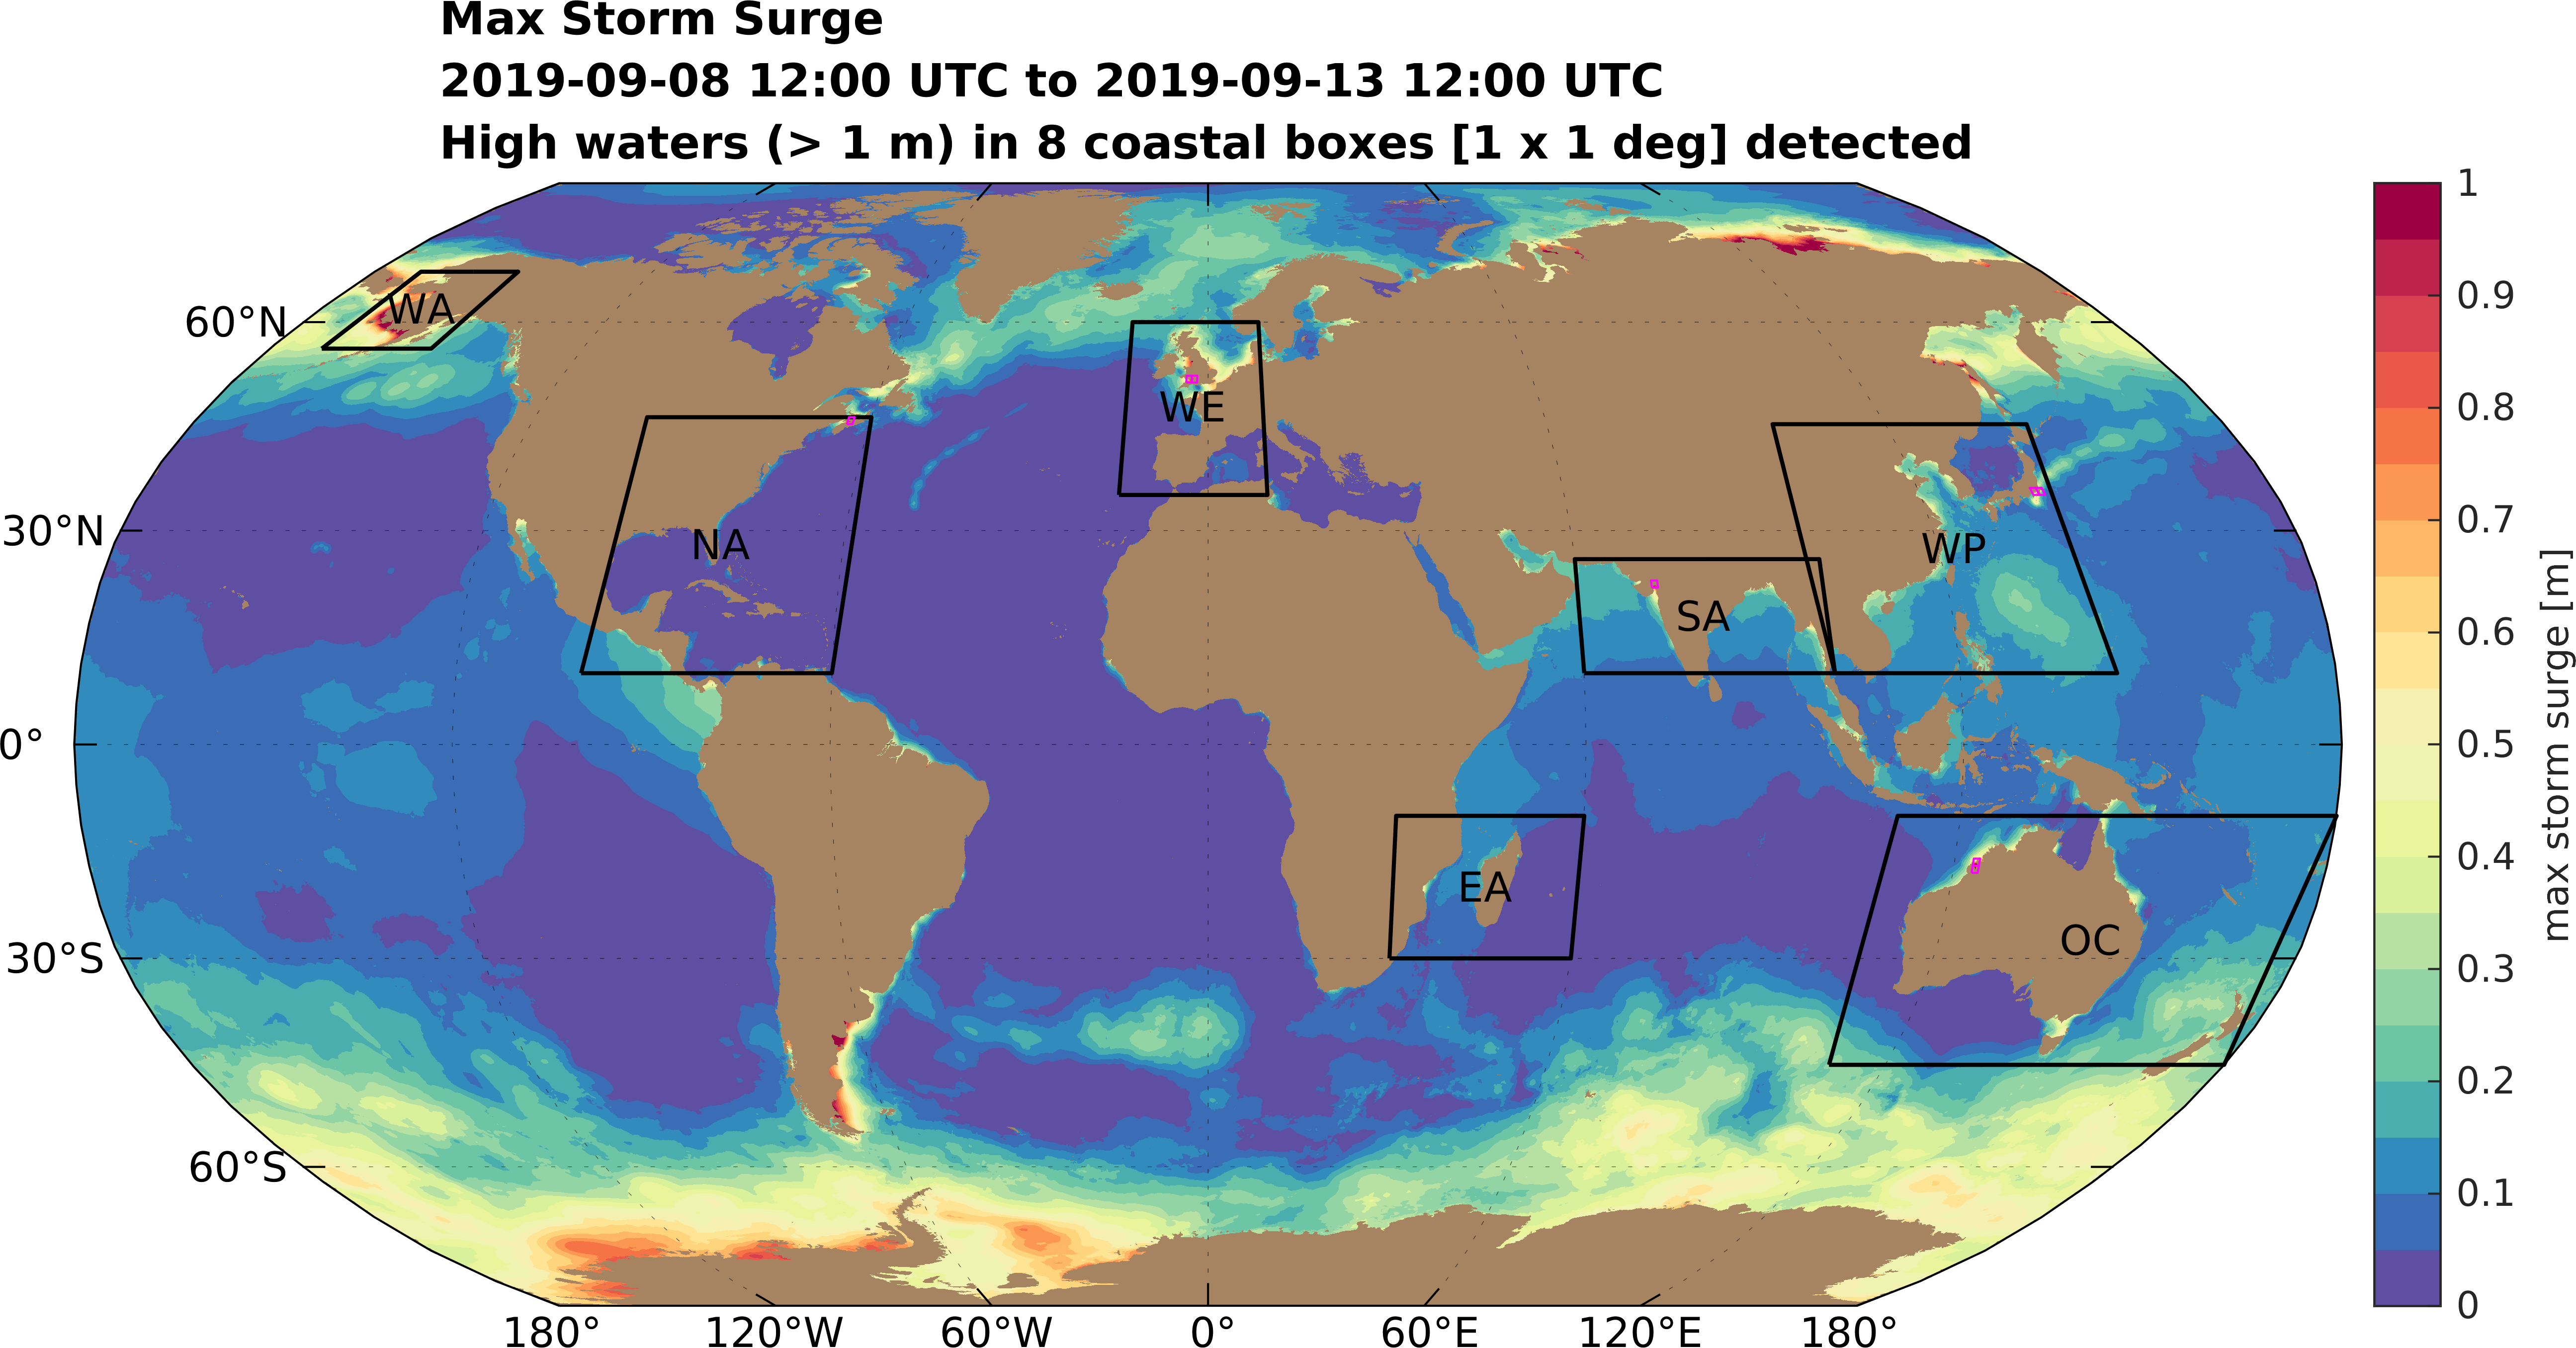 Max Storm Surge
2019-09-08 12:00 UTC to 2019-09-13 12:00 UTC
High waters (> 1 m) in 8 coastal boxes [1 x 1 deg] detected
60°N
30°N
0°
30°S
60°S
WA
NA
WE
SA
WP
EA
OC
180°
120°W
60°W
0°
60°E
120°E
180°
1
0.9
0.8
0.7
0.6
0.5
0.4
0.3
0.2
0.1
0
max storm surge [m]